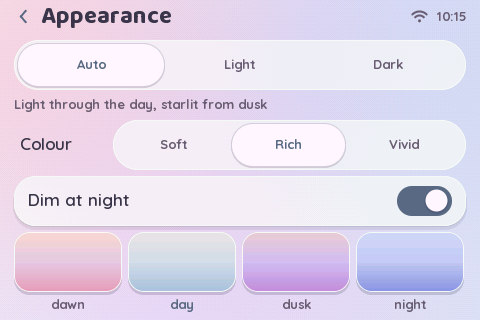 Appearance
10:15
Auto Light Dark
Light through the day, starlit from dusk
Colour Soft Rich Vivid
Dim at night
dawn day dusk night